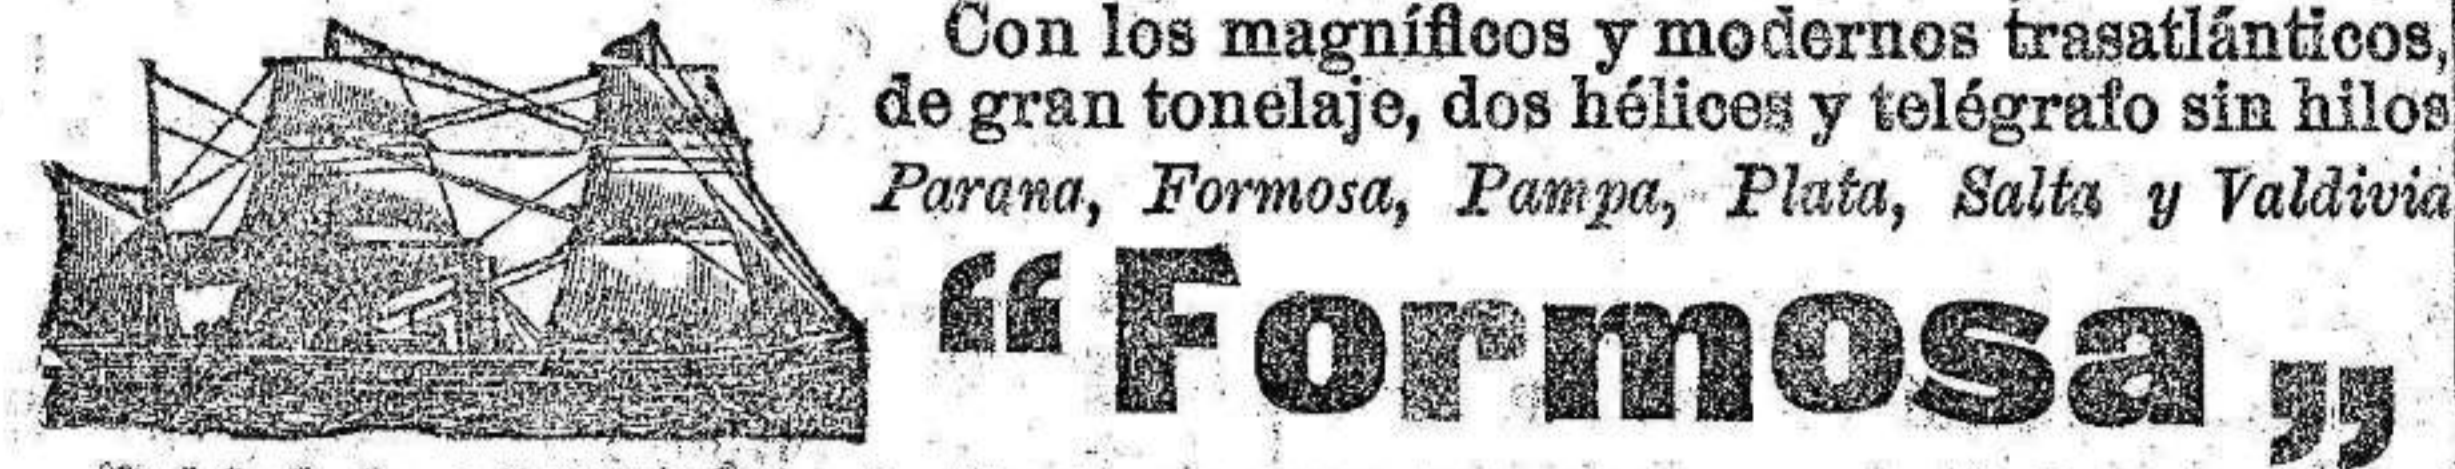 Con los magníficos y modernos trasatlánticos,
de gran tonelaje, dos hélices y telégrafo sin hilos
Parana, Formosa, Pampa, Plata, Salta y Valdivia
“Formosa„